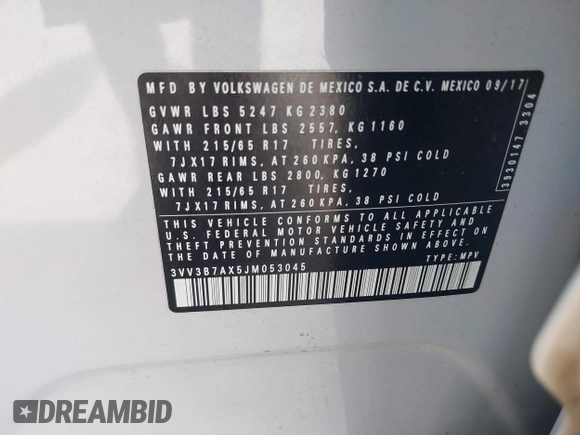 MFD BY VOLKSWAGEN DE MEXICO S.A. DE C.V. MEXICO 09/17
GVWR LBS 5247 KG 2380
GAWR FRONT LBS 2557, KG 1160
WITH 215/65 R17 TIRES,
7JX17 RIMS, AT 260 KPA, 38 PSI COLD
GAWR REAR LBS 2800, KG 1270
WITH 215/65 R17 TIRES,
7JX17 RIMS, AT 260 KPA, 38 PSI COLD
THIS VEHICLE CONFORMS TO ALL APPLICABLE
U.S. FEDERAL MOTOR VEHICLE SAFETY AND
THEFT PREVENTION STANDARDS IN EFFECT ON
THE DATE OF MANUFACTURE SHOWN ABOVE.
3VV3B7AX5JM053045 TYPE: MPV
3930147 3304
DREAMBID